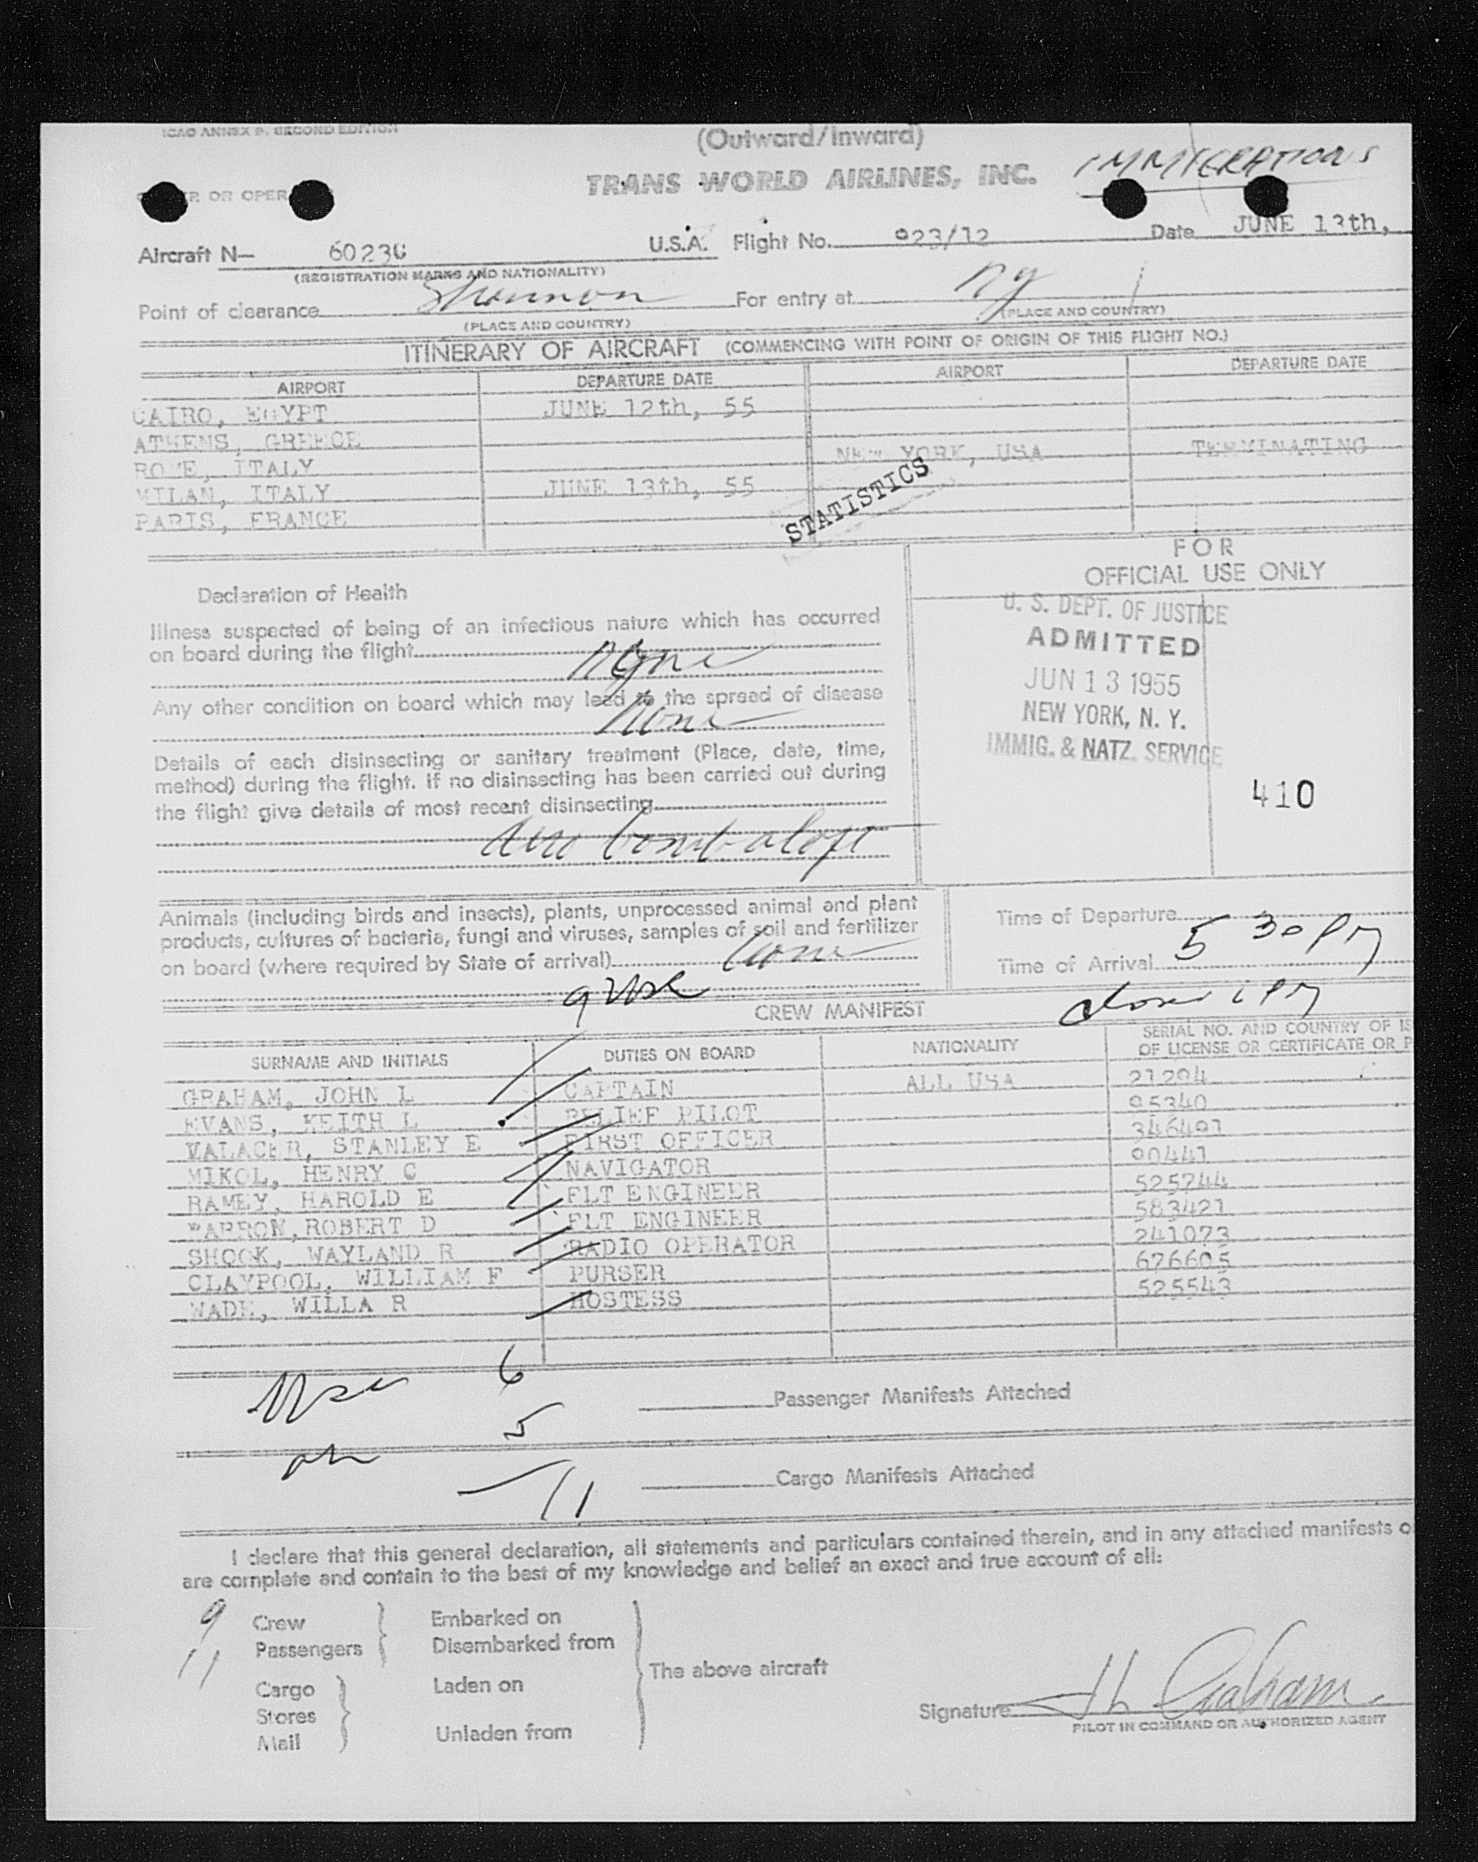 ICAO ANNEX 9, SECOND EDITION
(Outward/Inward)
TRANS WORLD AIRLINES, INC.
IMMIGRATIONS
OR OPER
Aircraft N— 6023C U.S.A. Flight No. 923/12 Date JUNE 13th,
(REGISTRATION MARKS AND NATIONALITY)
Point of clearance Shannon For entry at NY
(PLACE AND COUNTRY) (PLACE AND COUNTRY)
ITINERARY OF AIRCRAFT (COMMENCING WITH POINT OF ORIGIN OF THIS FLIGHT NO.)
AIRPORT DEPARTURE DATE AIRPORT DEPARTURE DATE
CAIRO, EGYPT JUNE 12th, 55
ATHENS, GREECE
ROME, ITALY NEW YORK, USA TERMINATING
MILAN, ITALY JUNE 13th, 55
PARIS, FRANCE
STATISTICS
FOR
OFFICIAL USE ONLY
U. S. DEPT. OF JUSTICE
ADMITTED
JUN 13 1955
NEW YORK, N. Y.
IMMIG. & NATZ. SERVICE
410
Declaration of Health
Illness suspected of being of an infectious nature which has occurred
on board during the flight
None
Any other condition on board which may lead to the spread of disease
None
Details of each disinsecting or sanitary treatment (Place, date, time,
method) during the flight. If no disinsecting has been carried out during
the flight give details of most recent disinsecting
Aero bomb aloft
Animals (including birds and insects), plants, unprocessed animal and plant
products, cultures of bacteria, fungi and viruses, samples of soil and fertilizer
on board (where required by State of arrival) None
Time of Departure
5 30 PM
Time of Arrival
9 USC
CREW MANIFEST
SURNAME AND INITIALS DUTIES ON BOARD NATIONALITY SERIAL NO. AND COUNTRY OF IS
OF LICENSE OR CERTIFICATE OR P
GRAHAM, JOHN L CAPTAIN ALL USA 21294
EVANS, KEITH L RELIEF PILOT 95340
STANLEY E FIRST OFFICER 346491
MIKOL, HENRY C NAVIGATOR 90441
RAMEY, HAROLD E FLT ENGINEER 525744
ROBERT D FLT ENGINEER 583421
SHOOK, WAYLAND R RADIO OPERATOR 241073
CLAYPOOL, WILLIAM F PURSER 676605
WADE, WILLA R HOSTESS 525543
USC 6
Passenger Manifests Attached
5
11
Cargo Manifests Attached
I declare that this general declaration, all statements and particulars contained therein, and in any attached manifests o
are complete and contain to the best of my knowledge and belief an exact and true account of all:
9 Crew Embarked on
11 Passengers Disembarked from
The above aircraft
Cargo Laden on
Stores
Mail Unladen from
Signature JL Graham
PILOT IN COMMAND OR AUTHORIZED AGENT